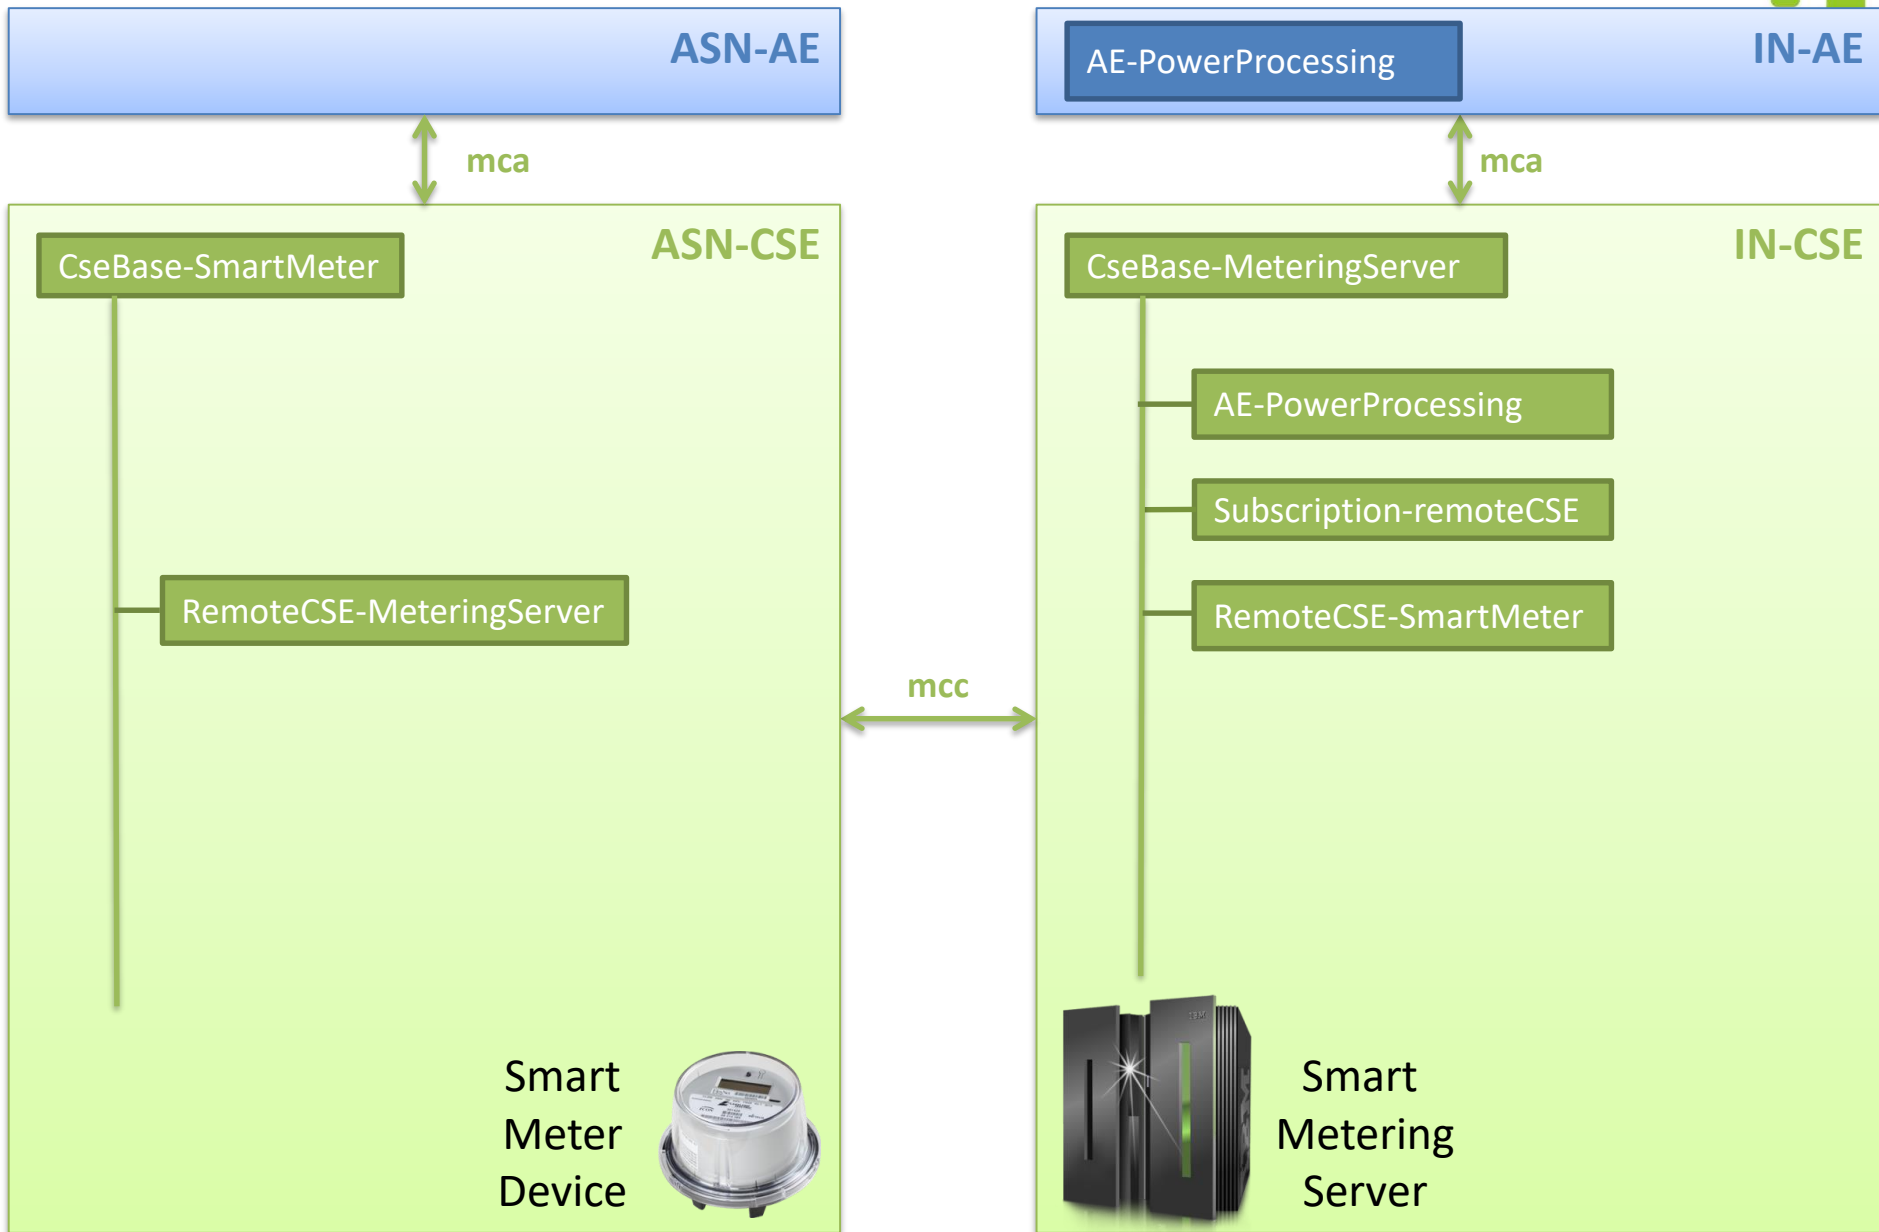 ASN-AE
AE-PowerProcessing
IN-AE
mca
mca
CseBase-SmartMeter
ASN-CSE
CseBase-MeteringServer
IN-CSE
AE-PowerProcessing
Subscription-remoteCSE
RemoteCSE-MeteringServer
RemoteCSE-SmartMeter
mcc
Smart
Meter
Device
IBM
Smart
Metering
Server